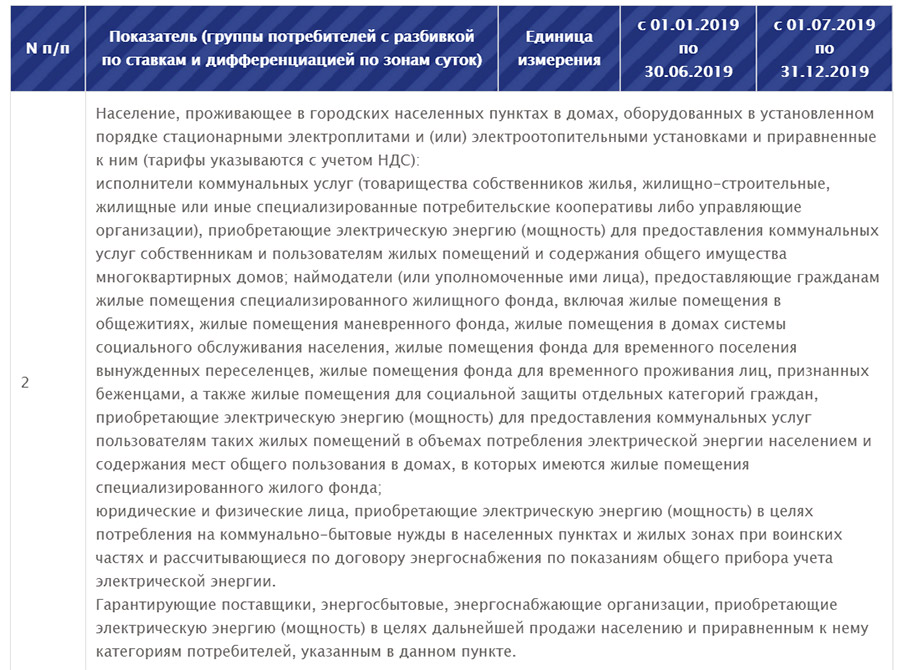 N п/п
Показатель (группы потребителей с разбивкой
по ставкам и дифференциацией по зонам суток)
Единица
измерения
с 01.01.2019
по
30.06.2019
с 01.07.2019
по
31.12.2019
2
Население, проживающее в городских населенных пунктах в домах, оборудованных в установленном
порядке стационарными электроплитами и (или) электроотопительными установками и приравненные
к ним (тарифы указываются с учетом НДС):
исполнители коммунальных услуг (товарищества собственников жилья, жилищно-строительные,
жилищные или иные специализированные потребительские кооперативы либо управляющие
организации), приобретающие электрическую энергию (мощность) для предоставления коммунальных
услуг собственникам и пользователям жилых помещений и содержания общего имущества
многоквартирных домов; наймодатели (или уполномоченные ими лица), предоставляющие гражданам
жилые помещения специализированного жилищного фонда, включая жилые помещения в
общежитиях, жилые помещения маневренного фонда, жилые помещения в домах системы
социального обслуживания населения, жилые помещения фонда для временного поселения
вынужденных переселенцев, жилые помещения фонда для временного проживания лиц, признанных
беженцами, а также жилые помещения для социальной защиты отдельных категорий граждан,
приобретающие электрическую энергию (мощность) для предоставления коммунальных услуг
пользователям таких жилых помещений в объемах потребления электрической энергии населением и
содержания мест общего пользования в домах, в которых имеются жилые помещения
специализированного жилого фонда;
юридические и физические лица, приобретающие электрическую энергию (мощность) в целях
потребления на коммунально-бытовые нужды в населенных пунктах и жилых зонах при воинских
частях и рассчитывающиеся по договору энергоснабжения по показаниям общего прибора учета
электрической энергии.
Гарантирующие поставщики, энергосбытовые, энергоснабжающие организации, приобретающие
электрическую энергию (мощность) в целях дальнейшей продажи населению и приравненным к нему
категориям потребителей, указанным в данном пункте.